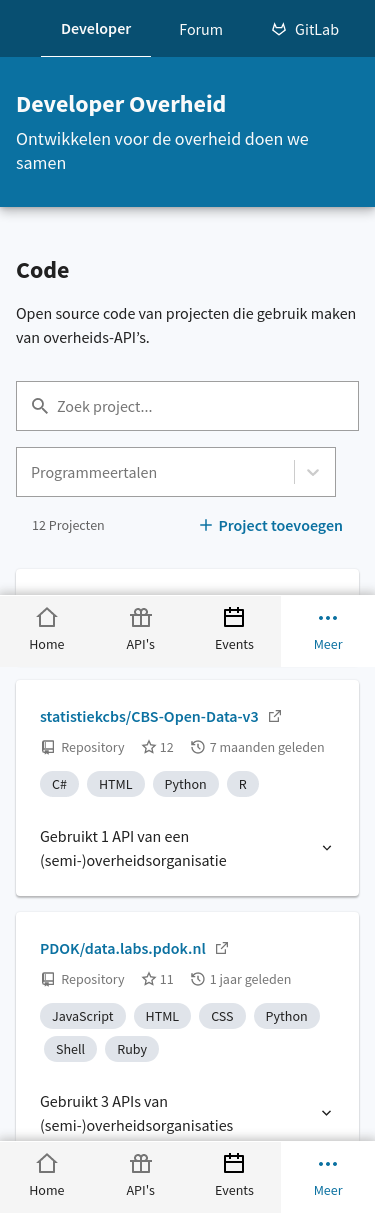 Developer Forum GitLab
Developer Overheid
Ontwikkelen voor de overheid doen we
samen
Code
Open source code van projecten die gebruik maken
van overheids-API’s.
Zoek project...
Programmeertalen
12 Projecten Project toevoegen
Home API's Events Meer
statistiekcbs/CBS-Open-Data-v3
Repository 12 7 maanden geleden
C# HTML Python R
Gebruikt 1 API van een
(semi-)overheidsorganisatie
PDOK/data.labs.pdok.nl
Repository 11 1 jaar geleden
JavaScript HTML CSS Python
Shell Ruby
Gebruikt 3 APIs van
(semi-)overheidsorganisaties
Home API's Events Meer